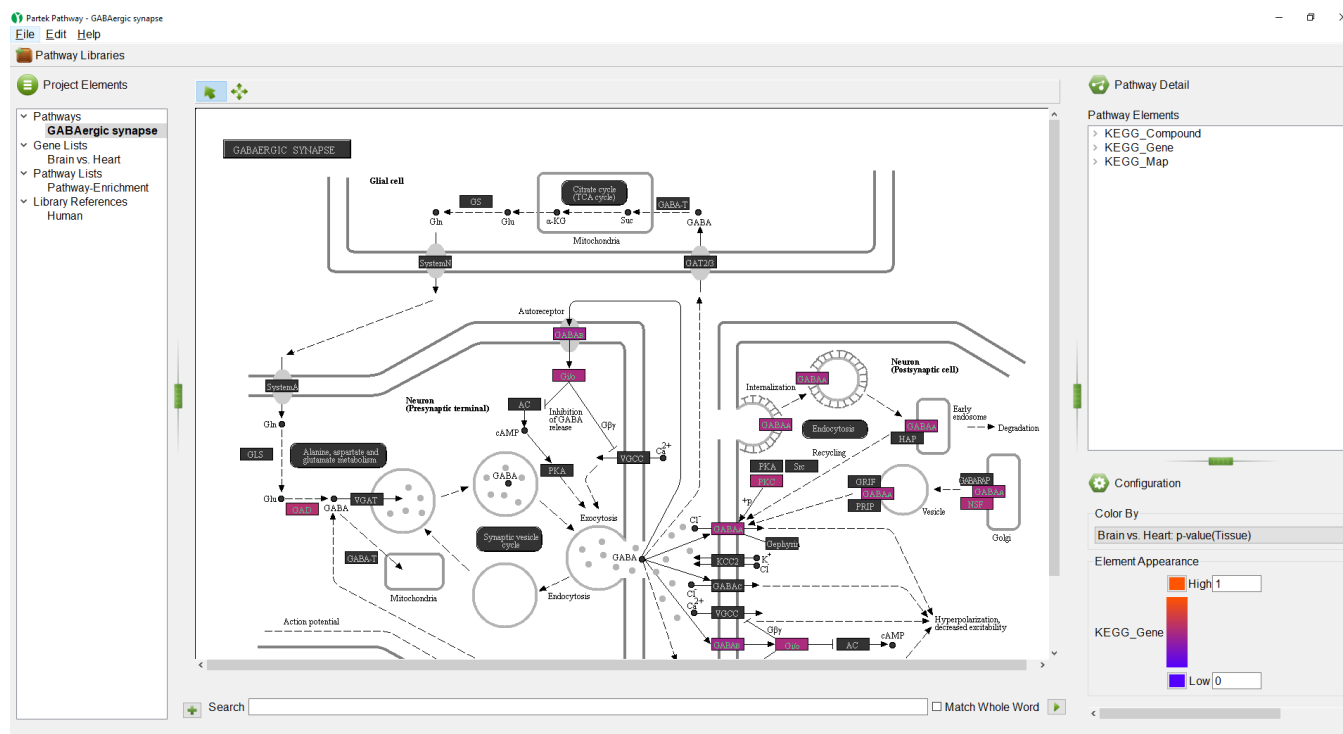 Partek Pathway - GABAergic synapse
File Edit Help
Pathway Libraries
Project Elements
Pathways
GABAergic synapse
Gene Lists
Brain vs. Heart
Pathway Lists
Pathway-Enrichment
Library References
Human
GABAERGIC SYNAPSE
Glial cell
Citrate cycle
(TCA cycle)
GS
GABA-T
Gln
Glu
α-KG
Suc
GABA
Mitochondria
SystemN
GAT2/3
Autoreceptor
GABAB
Gi/o
SystemA
Neuron
(Presynaptic terminal)
AC
Inhibition
of GABA
release
Gβγ
cAMP
Gln
GLS
Alanine, aspartate and
glutamate metabolism
PKA
VGCC
Ca2+
GABA
Glu
GAD
GABA
VGAT
Exocytosis
Synaptic vesicle
cycle
GABA-T
Mitochondria
GABA
Endocytosis
Action potential
Neuron
(Postsynaptic cell)
Internalization
GABAA
GABAA
Endocytosis
GABAA
HAP
Early
endosome
Degradation
Recycling
PKA
Src
PKC
+p
GRIF
GABAA
PRIP
Vesicle
GABARAP
GABAA
NSF
Golgi
Cl-
GABAA
Gephyrin
KCC2
K+
Cl-
GABAC
Cl-
Ca2+
VGCC
Hyperpolarization,
decreased excitability
Gβγ
GABAB
Gi/o
AC
cAMP
Search
Match Whole Word
Pathway Detail
Pathway Elements
KEGG_Compound
KEGG_Gene
KEGG_Map
Configuration
Color By
Brain vs. Heart: p-value(Tissue)
Element Appearance
High 1
KEGG_Gene
Low 0